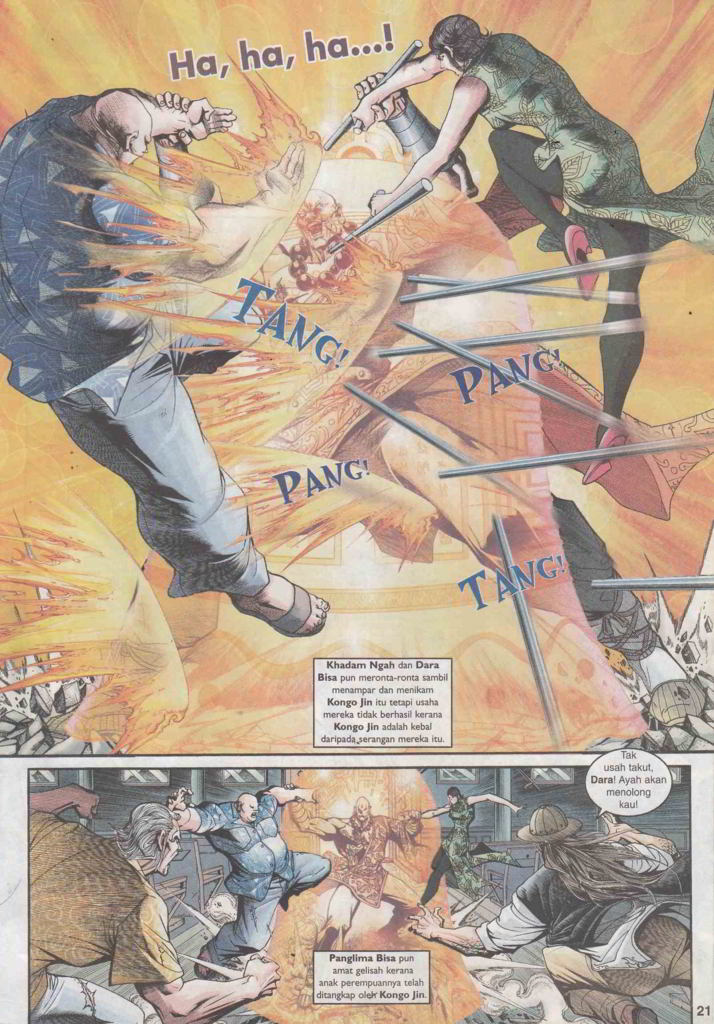 Ha, ha, ha...!
TANG!
PANG!
PANG!
TANG!
Khadam Ngah dan Dara
Bisa pun meronta-ronta sambil
menampar dan menikam
Kongo Jin itu tetapi usaha
mereka tidak berhasil kerana
Kongo Jin adalah kebal
daripada serangan mereka itu.
Tak
usah takut,
Dara! Ayah akan
menolong
kau!
Panglima Bisa pun
amat gelisah kerana
anak perempuannya telah
ditangkap oleh Kongo Jin.
21